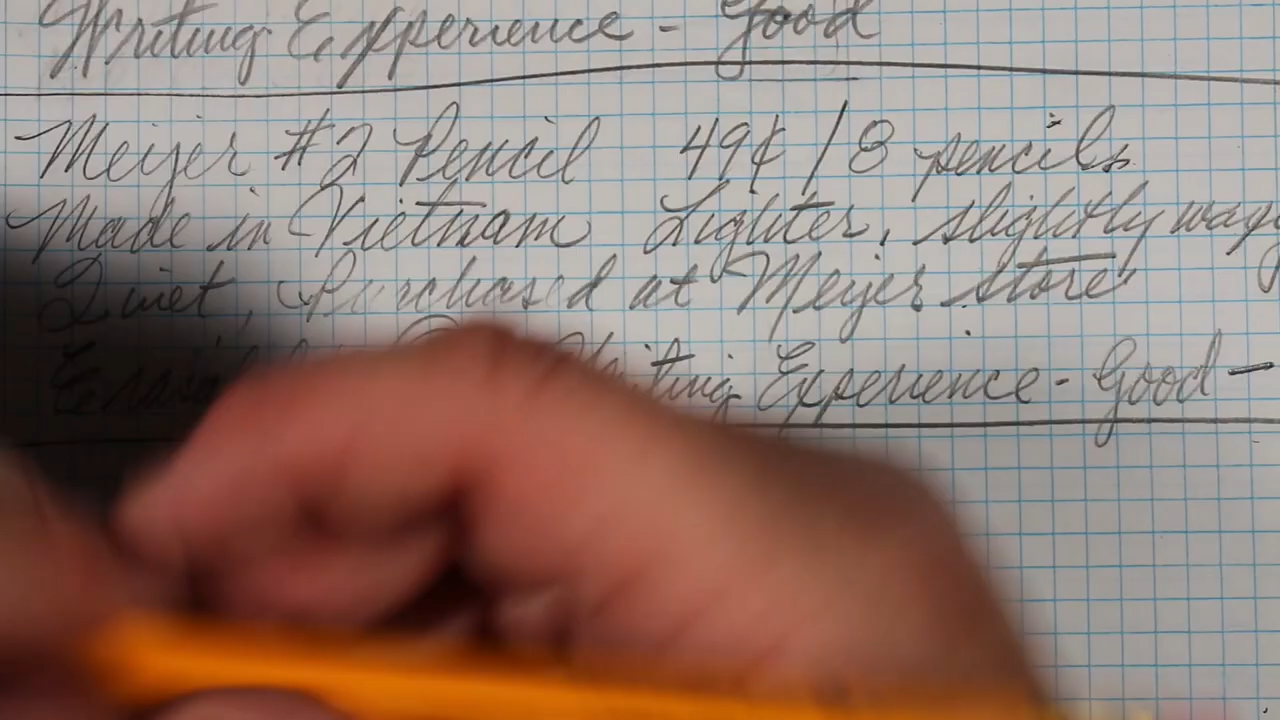 Writing Experience - Good
Meijer #2 Pencil 49¢ / 8 pencils
Made in Vietnam Lighter, slightly waxy
Quiet, Purchased at Meijer Store
Writing Experience - Good -